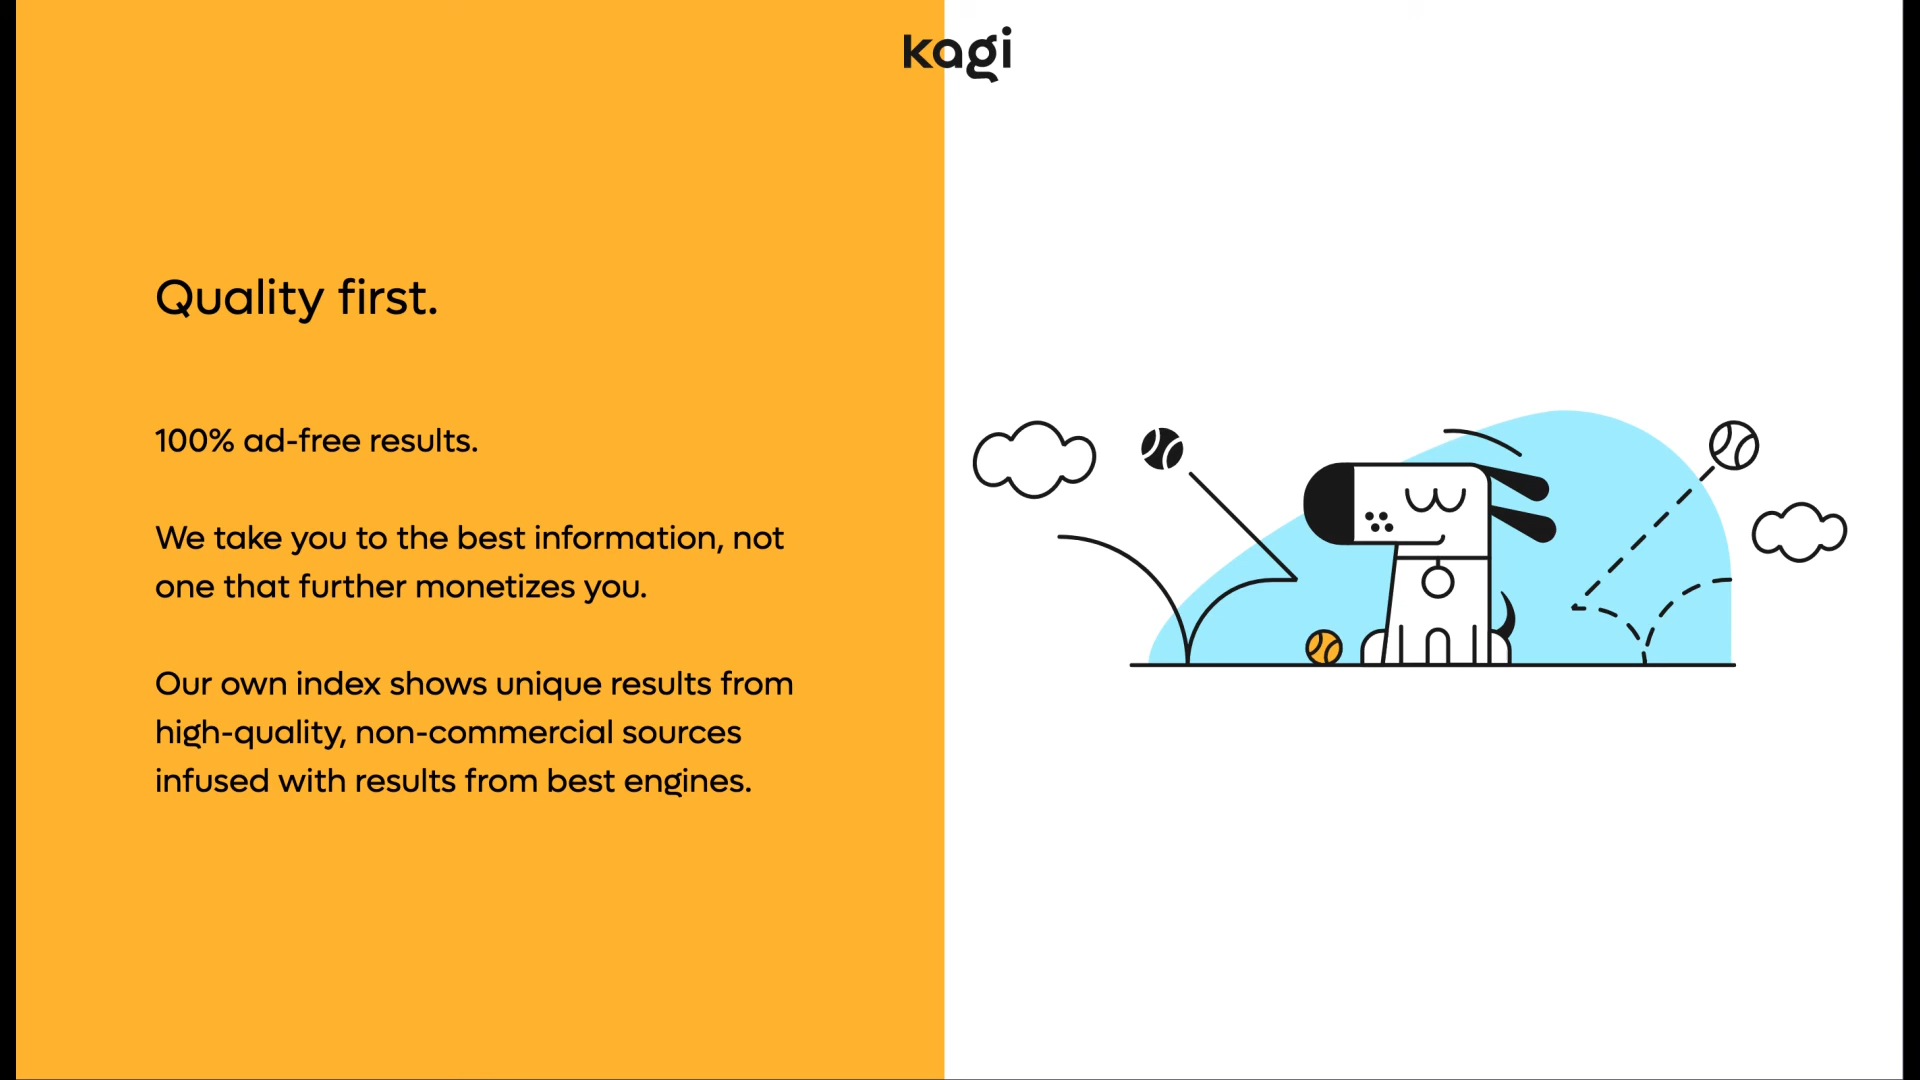 kagi
Quality first.
100% ad-free results.
We take you to the best information, not
one that further monetizes you.
Our own index shows unique results from
high-quality, non-commercial sources
infused with results from best engines.